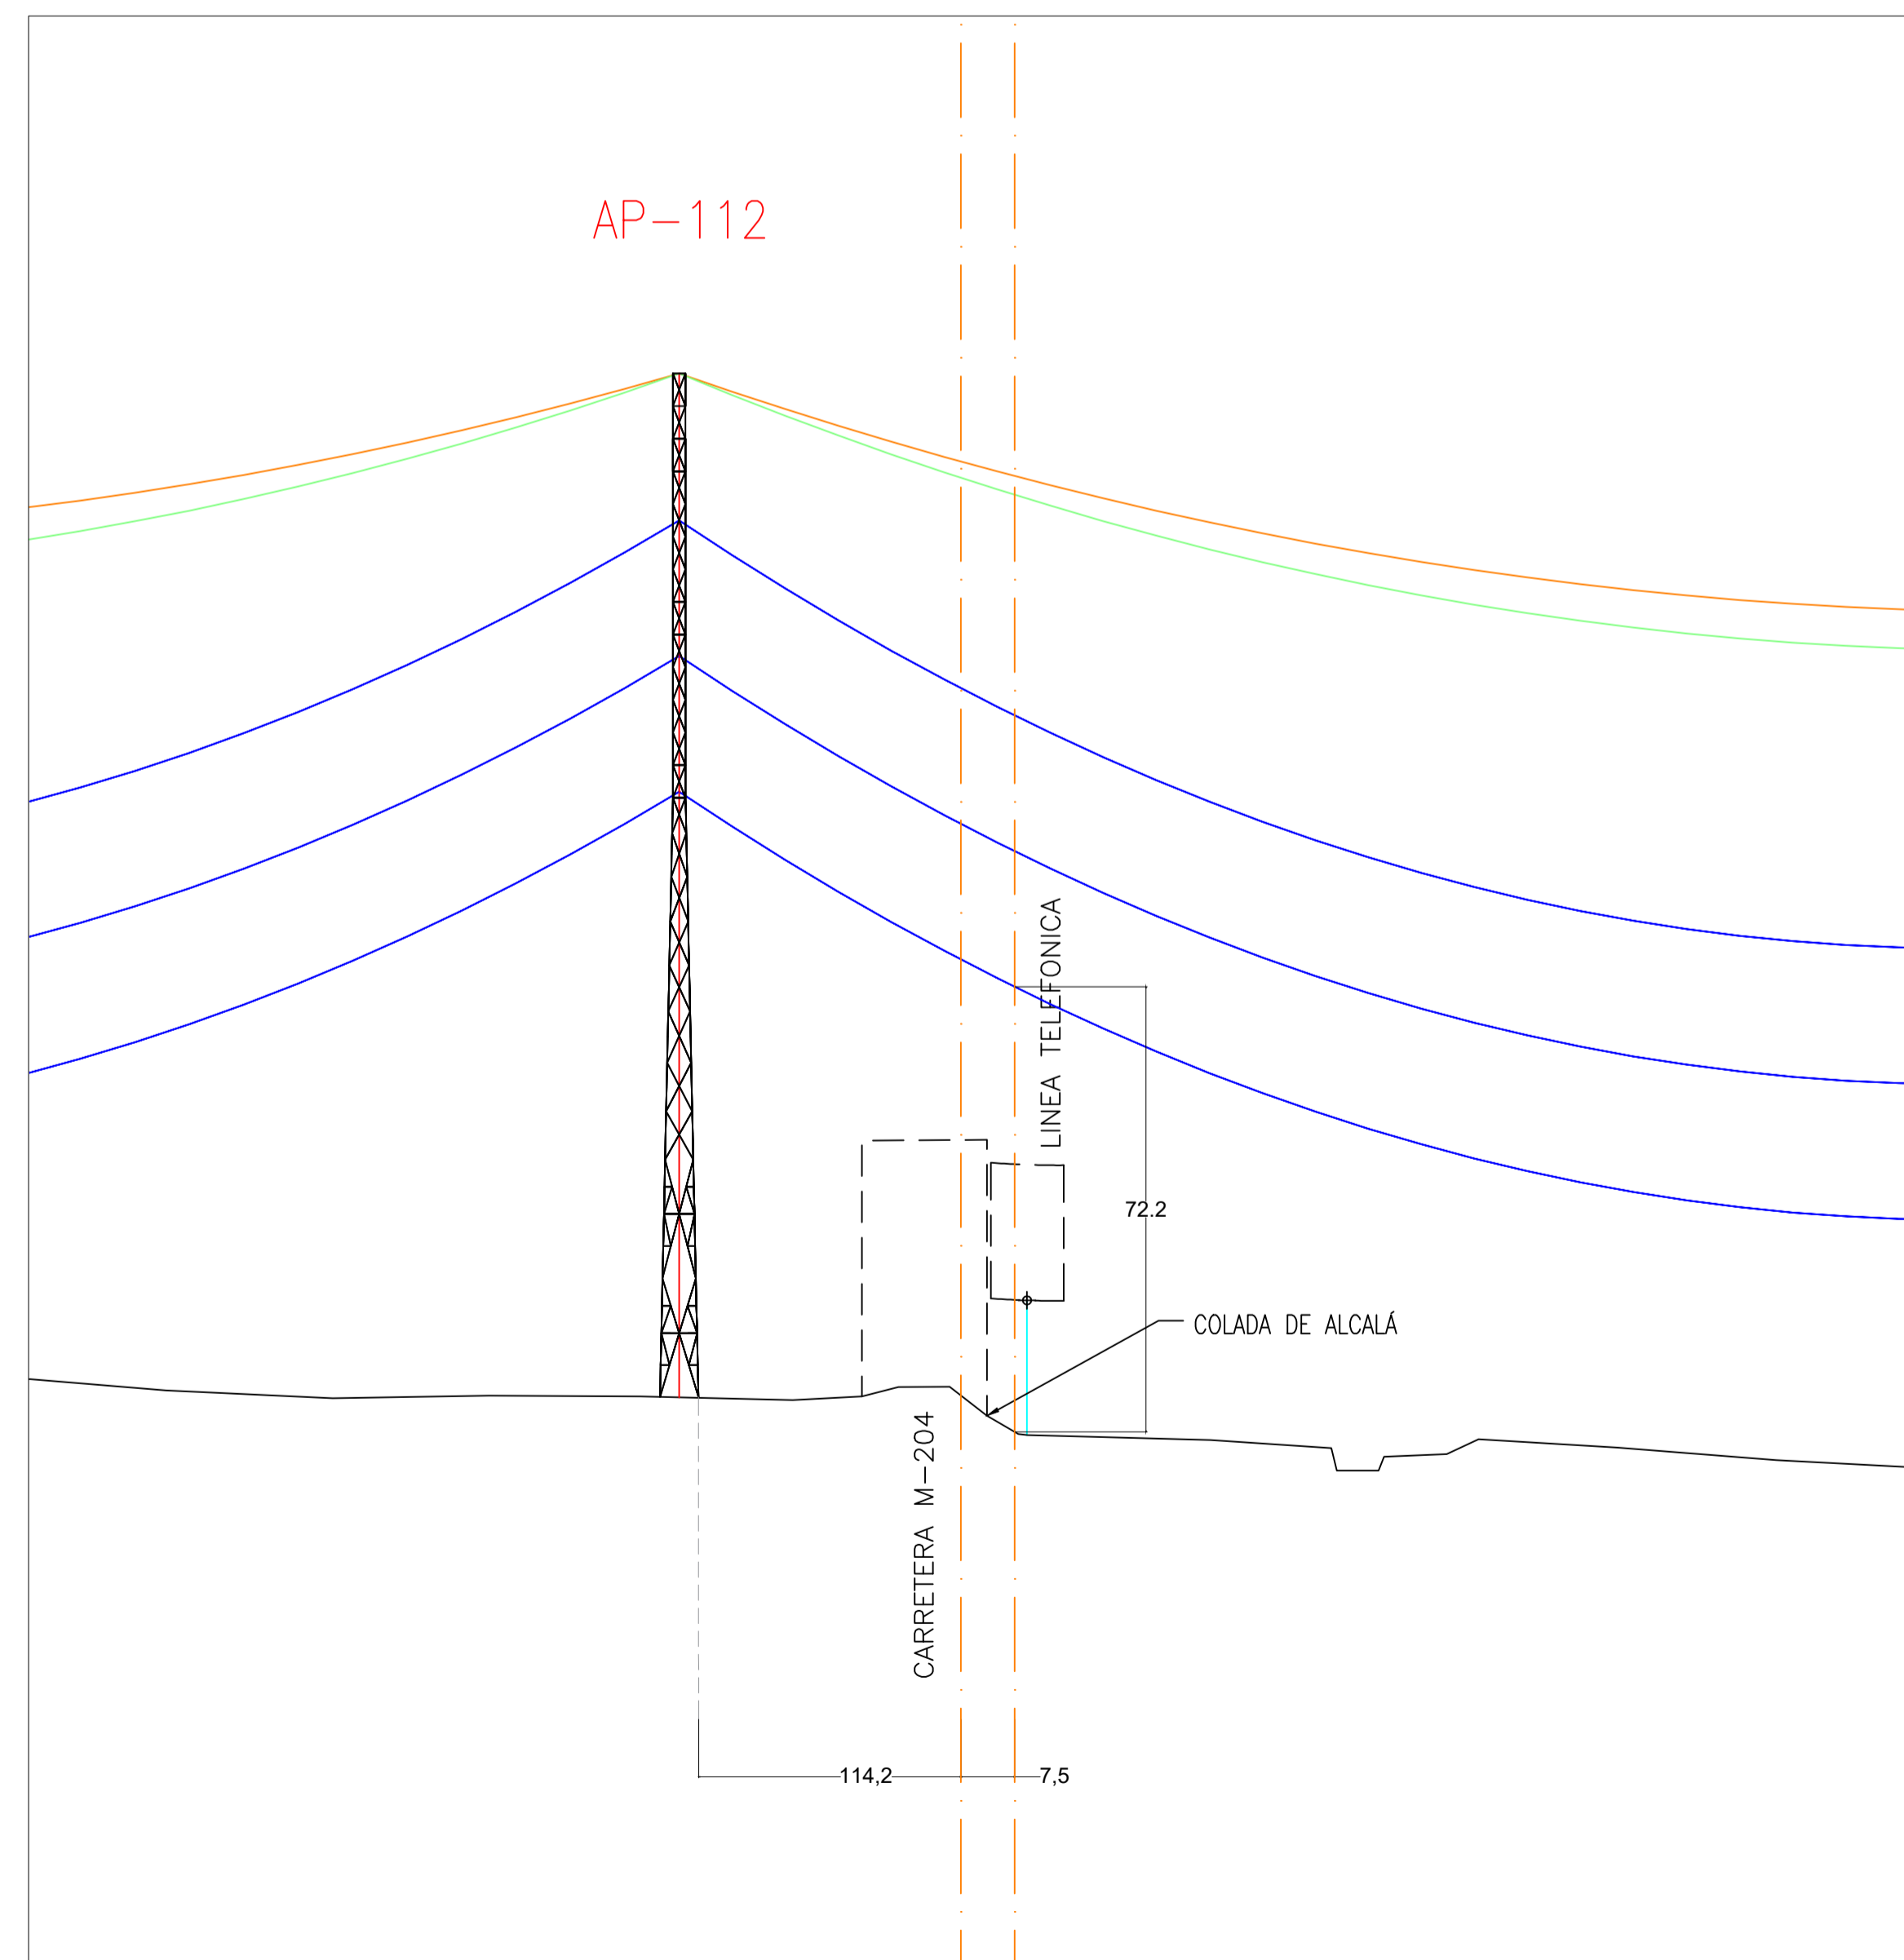 AP-112
LINEA TELEFONICA
72.2
COLADA DE ALCALÁ
CARRETERA M-204
114,2
7,5